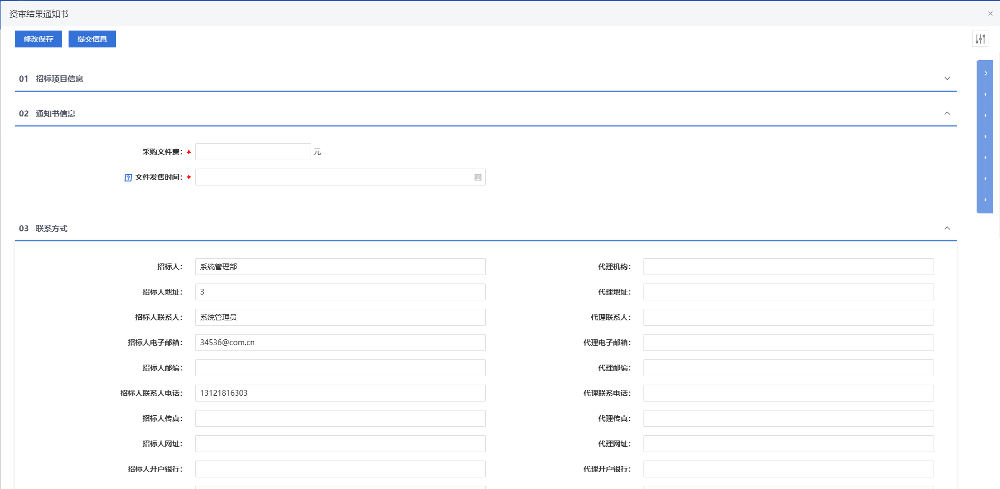 资审结果通知书
修改保存 提交信息
01 招标项目信息
02 通知书信息
采购文件费：* 元
? 文件发售时间：*
03 联系方式
招标人： 系统管理部 代理机构：
招标人地址： 3 代理地址：
招标人联系人： 系统管理员 代理联系人：
招标人电子邮箱： 34536@com.cn 代理电子邮箱：
招标人邮编： 代理邮编：
招标人联系人电话： 13121816303 代理联系电话：
招标人传真： 代理传真：
招标人网址： 代理网址：
招标人开户银行： 代理开户银行：